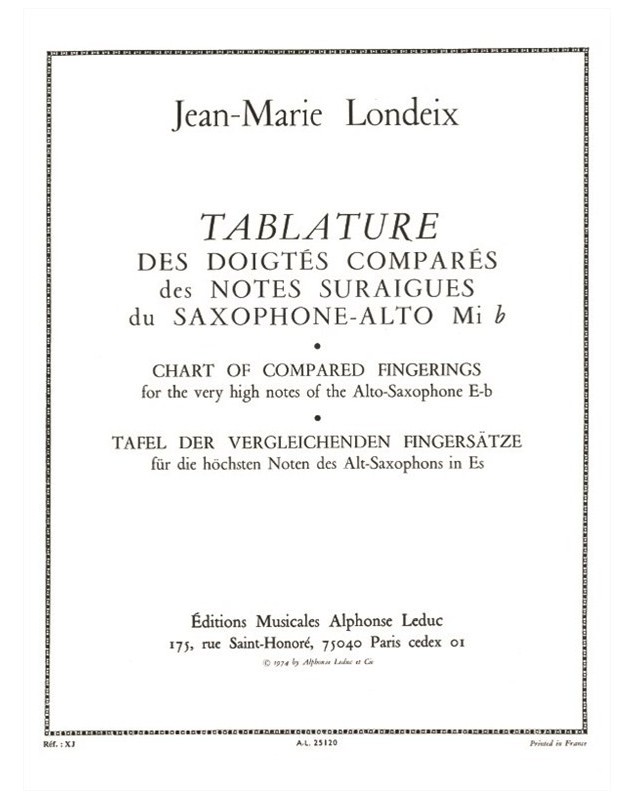 Jean-Marie Londeix
TABLATURE
DES DOIGTÉS COMPARÉS
des NOTES SURAIGUES
du SAXOPHONE-ALTO Mi b
•
CHART OF COMPARED FINGERINGS
for the very high notes of the Alto-Saxophone E-b
•
TAFEL DER VERGLEICHENDEN FINGERSÄTZE
für die höchsten Noten des Alt-Saxophons in Es
Éditions Musicales Alphonse Leduc
175, rue Saint-Honoré, 75040 Paris cedex 01
© 1974 by Alphonse Leduc et Cie
Réf. : XJ
A.L. 25120
Printed in France